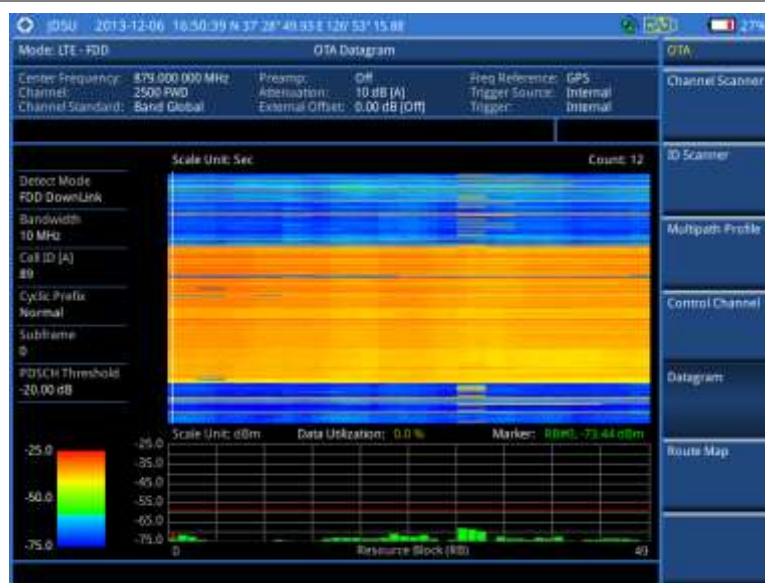 JDSU 2013-12-06 16:50:39 N 37° 28' 49.93 E 126° 53' 15.88 27%
Mode: LTE - FDD OTA Datagram OTA
Center Frequency: 879.000 000 MHz Preamp: Off Freq Reference: GPS
Channel: 2500 FWD Attenuation: 10 dB [A] Trigger Source: Internal
Channel Standard: Band Global External Offset: 0.00 dB [Off] Trigger: Internal
Channel Scanner
Scale Unit: Sec Count: 12
ID Scanner
Detect Mode
FDD DownLink
Bandwidth
10 MHz
Multipath Profile
Cell ID [A]
89
Cyclic Prefix
Normal
Control Channel
Subframe
0
PDSCH Threshold
-20.00 dB
Datagram
Scale Unit: dBm Data Utilization: 0.0 % Marker: RB#0, -73.44 dBm
Route Map
-25.0
-50.0
-75.0
-25.0
-35.0
-45.0
-55.0
-65.0
-75.0
0 Resource Block (RB) 49